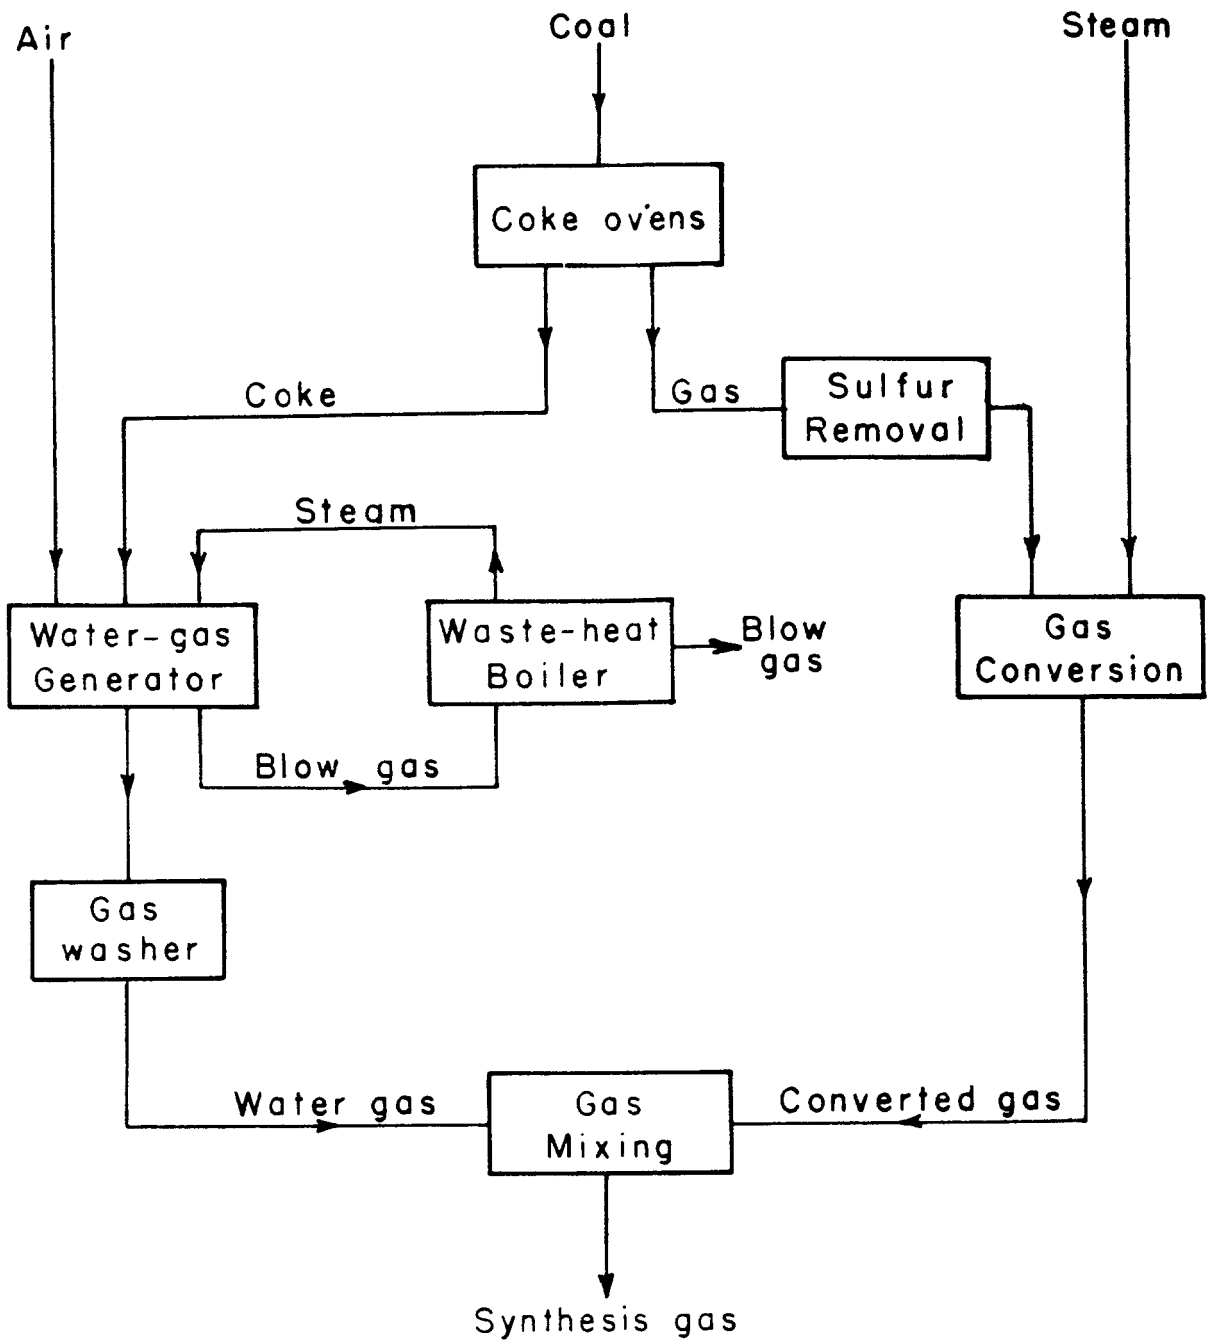 Air
Coal
Steam
Coke ovens
Coke
Gas
Sulfur
Removal
Steam
Water-gas
Generator
Waste-heat
Boiler
Blow
gas
Gas
Conversion
Blow gas
Gas
washer
Water gas
Gas
Mixing
Converted gas
Synthesis gas